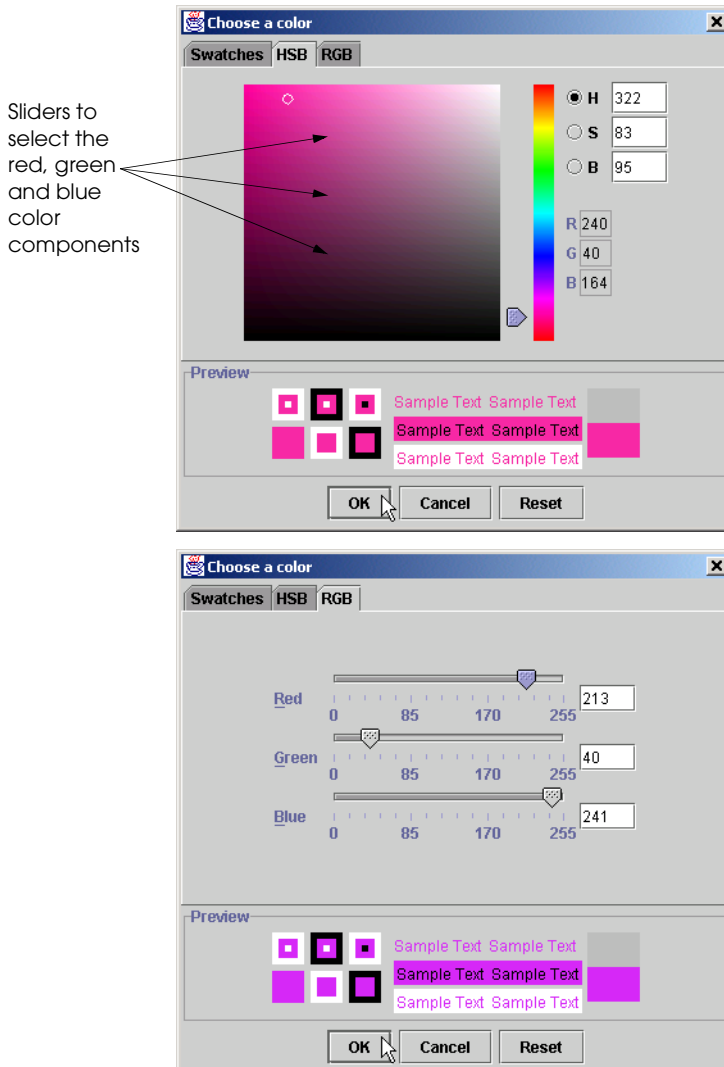 Choose a color
Swatches HSB RGB
Sliders to
select the
red, green
and blue
color
components
H 322
S 83
B 95
R 240
G 40
B 164
Preview
Sample Text Sample Text
Sample Text Sample Text
Sample Text Sample Text
OK Cancel Reset
Choose a color
Swatches HSB RGB
Red 213
0 85 170 255
Green 40
0 85 170 255
Blue 241
0 85 170 255
Preview
Sample Text Sample Text
Sample Text Sample Text
Sample Text Sample Text
OK Cancel Reset